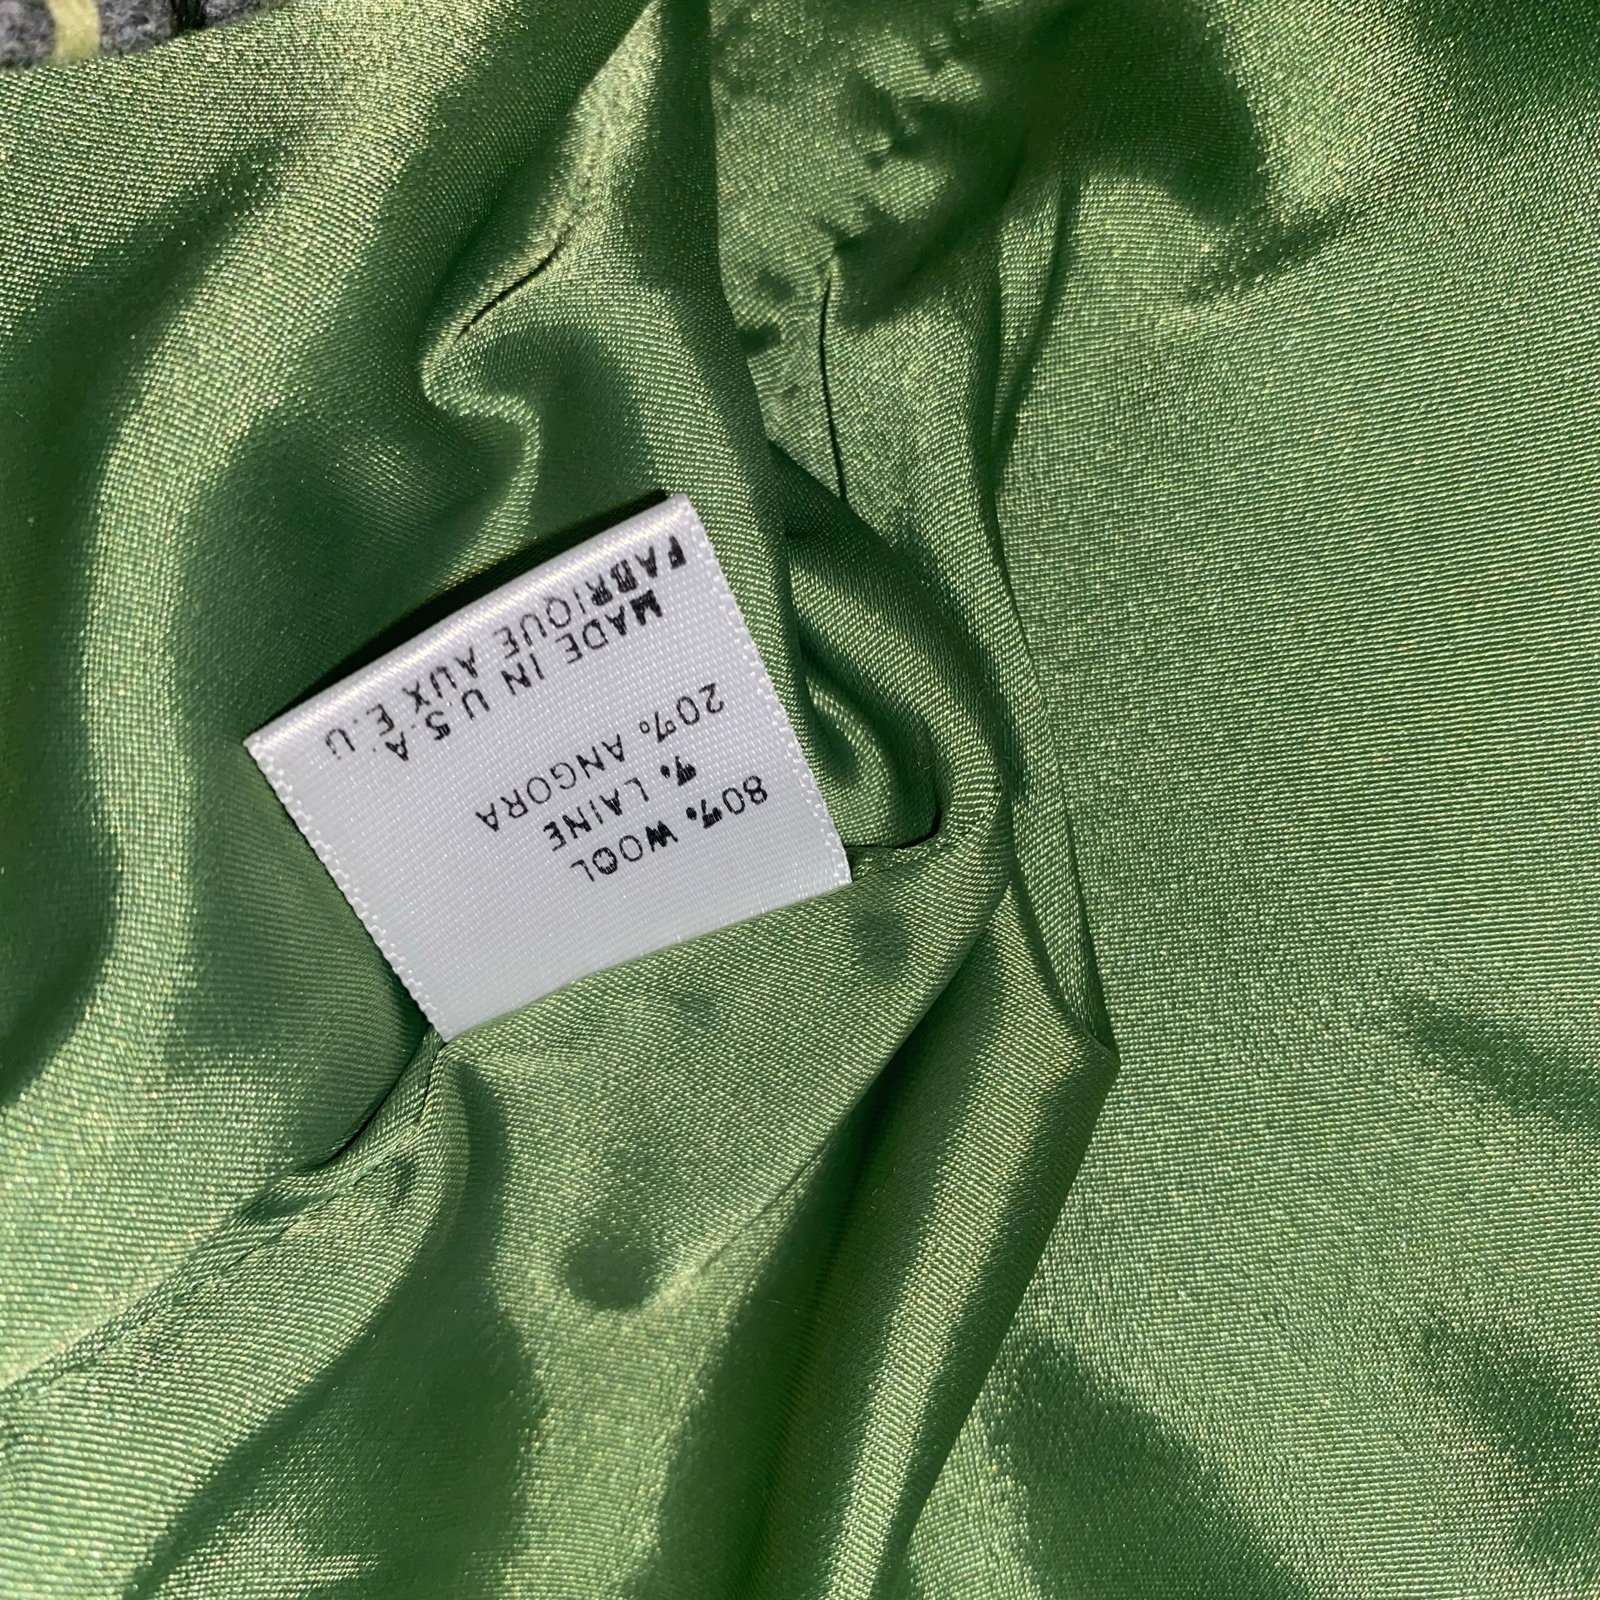 80% WOOL
% LAINE
20% ANGORA
MADE IN U.S.A.
FABRIQUE AUX E.U